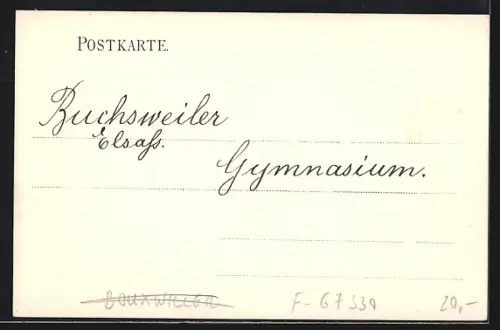 POSTKARTE.
Buchsweiler
Elsaß.
Gymnasium.
BOUXWILLER F-67330 20,-